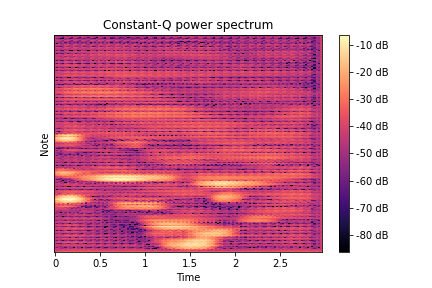 Constant-Q power spectrum
Note
-10 dB
-20 dB
-30 dB
-40 dB
-50 dB
-60 dB
-70 dB
-80 dB
0
0.5
1
1.5
2
2.5
Time